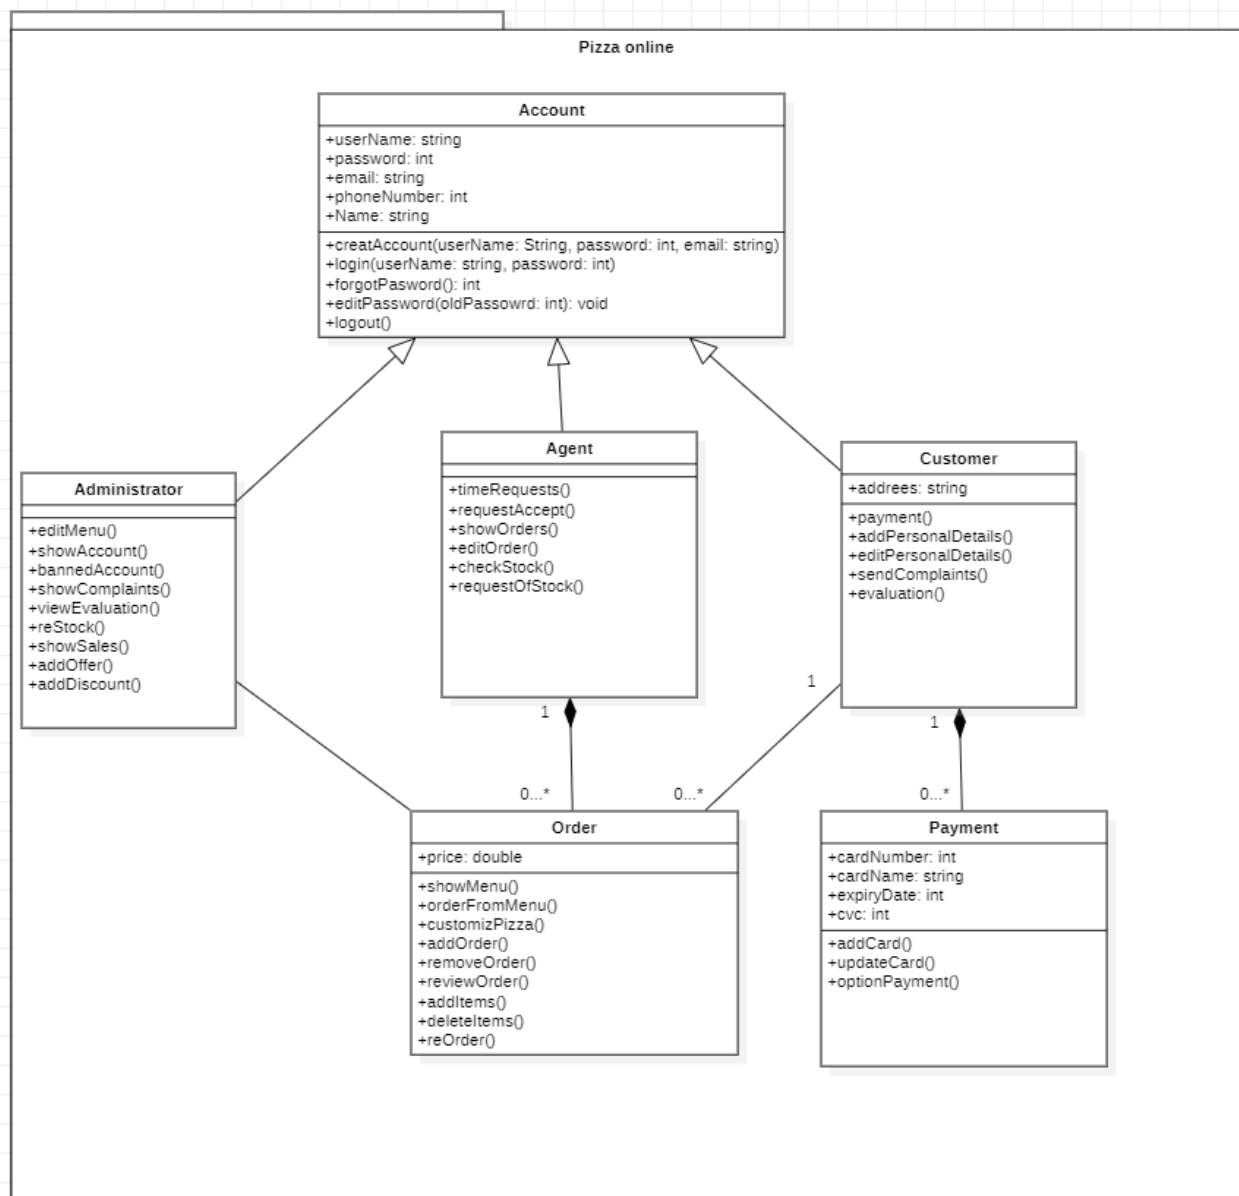 Pizza online
Account
+userName: string
+password: int
+email: string
+phoneNumber: int
+Name: string
+creatAccount(userName: String, password: int, email: string)
+login(userName: string, password: int)
+forgotPasword(): int
+editPassword(oldPassowrd: int): void
+logout()
Administrator
+editMenu()
+showAccount()
+bannedAccount()
+showComplaints()
+viewEvaluation()
+reStock()
+showSales()
+addOffer()
+addDiscount()
Agent
+timeRequests()
+requestAccept()
+showOrders()
+editOrder()
+checkStock()
+requestOfStock()
Customer
+addrees: string
+payment()
+addPersonalDetails()
+editPersonalDetails()
+sendComplaints()
+evaluation()
1
1
1
0...*
0...*
0...*
Order
+price: double
+showMenu()
+orderFromMenu()
+customizPizza()
+addOrder()
+removeOrder()
+reviewOrder()
+addItems()
+deleteItems()
+reOrder()
Payment
+cardNumber: int
+cardName: string
+expiryDate: int
+cvc: int
+addCard()
+updateCard()
+optionPayment()